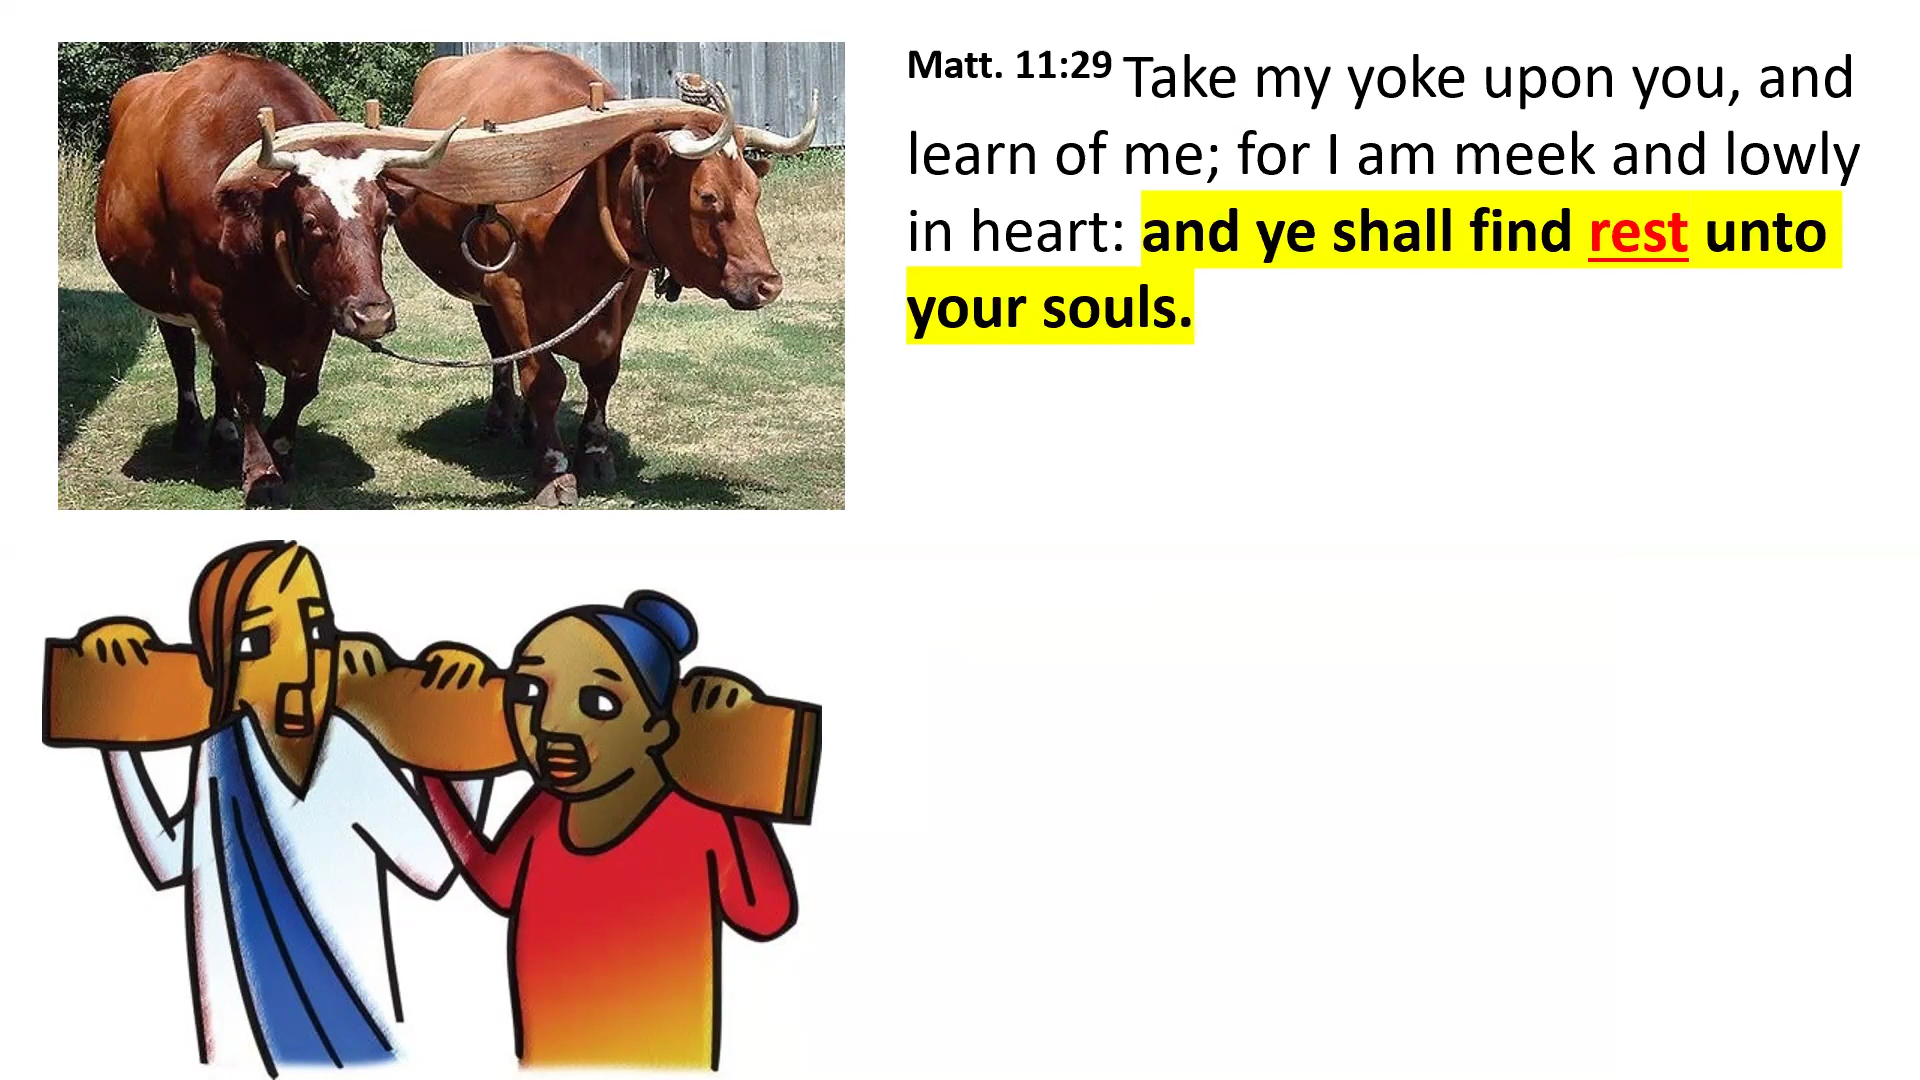 Matt. 11:29 Take my yoke upon you, and
learn of me; for I am meek and lowly
in heart: and ye shall find rest unto
your souls.